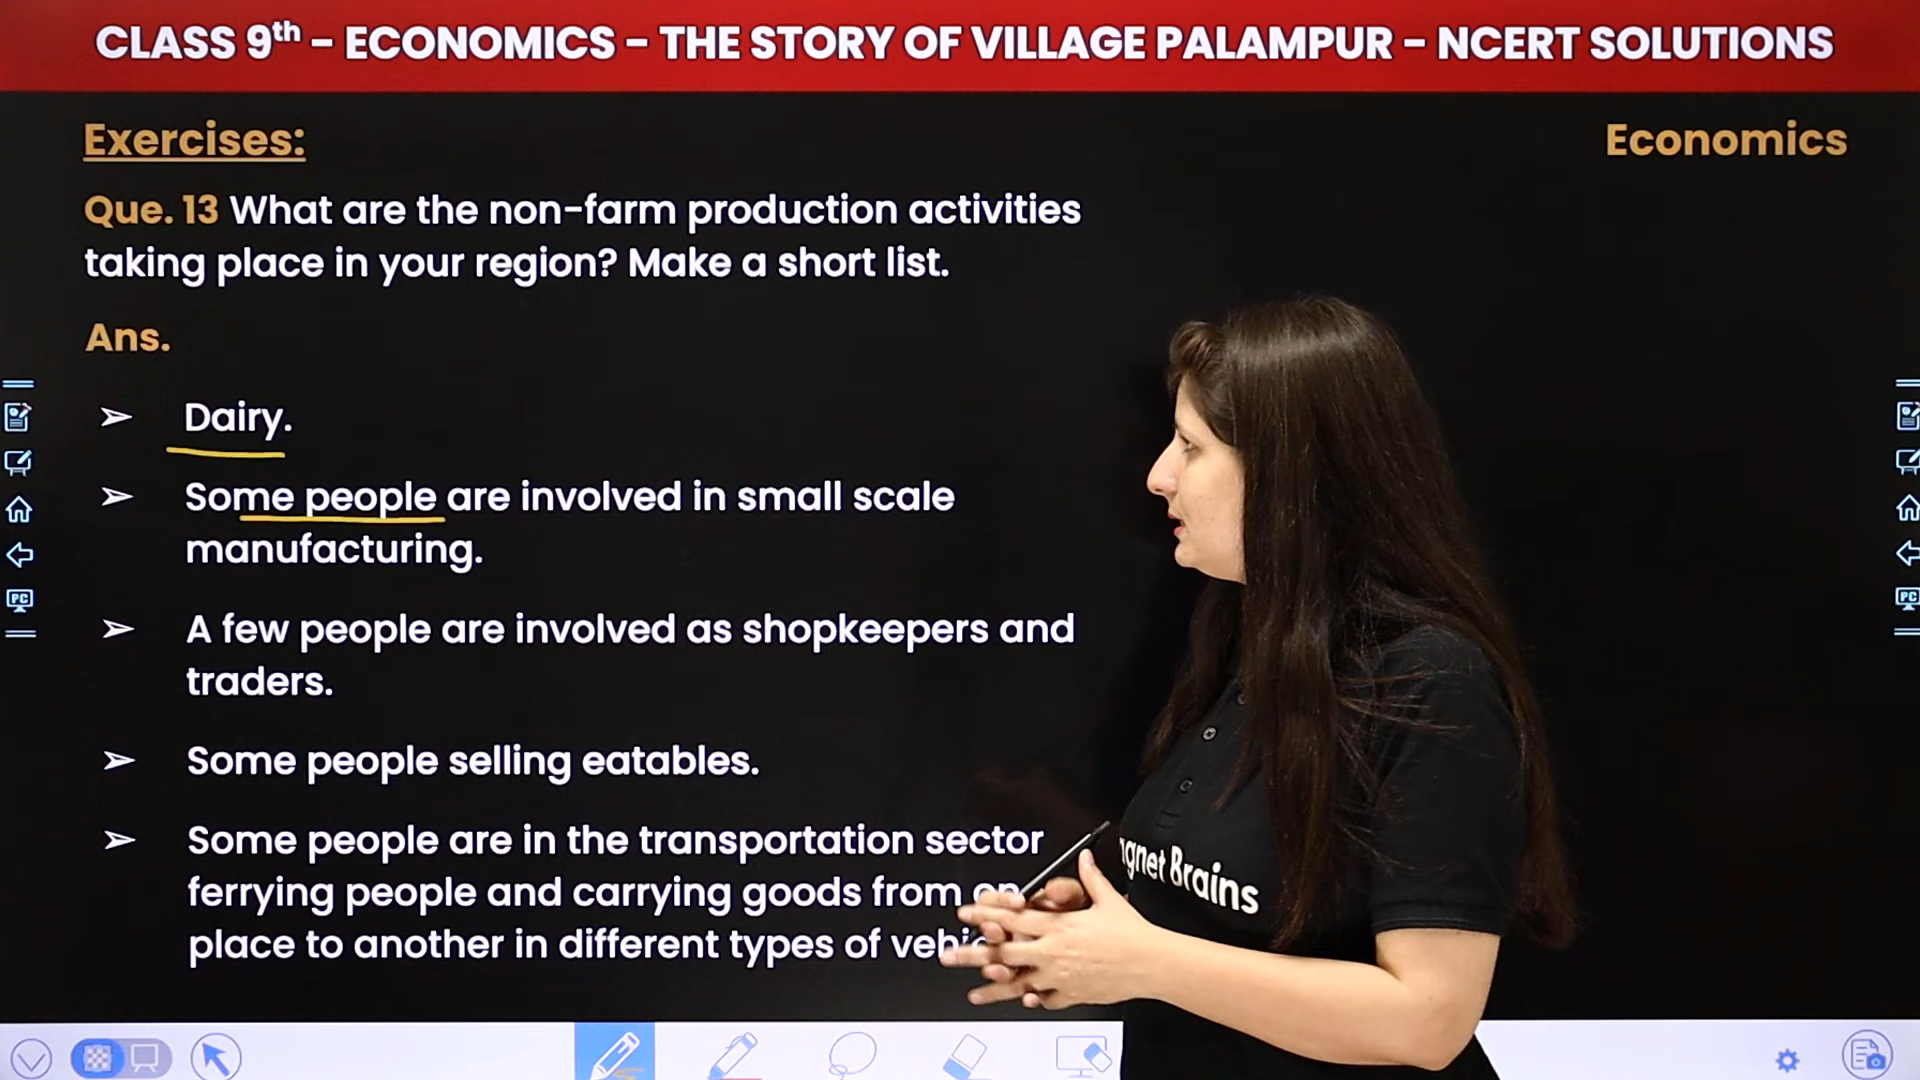 CLASS 9th - ECONOMICS - THE STORY OF VILLAGE PALAMPUR - NCERT SOLUTIONS
Exercises:
Economics
Que. 13 What are the non-farm production activities
taking place in your region? Make a short list.
Ans.
➢ Dairy.
➢ Some people are involved in small scale
manufacturing.
➢ A few people are involved as shopkeepers and
traders.
➢ Some people selling eatables.
➢ Some people are in the transportation sector
ferrying people and carrying goods from
place to another in different types of
Brains
PC
PC